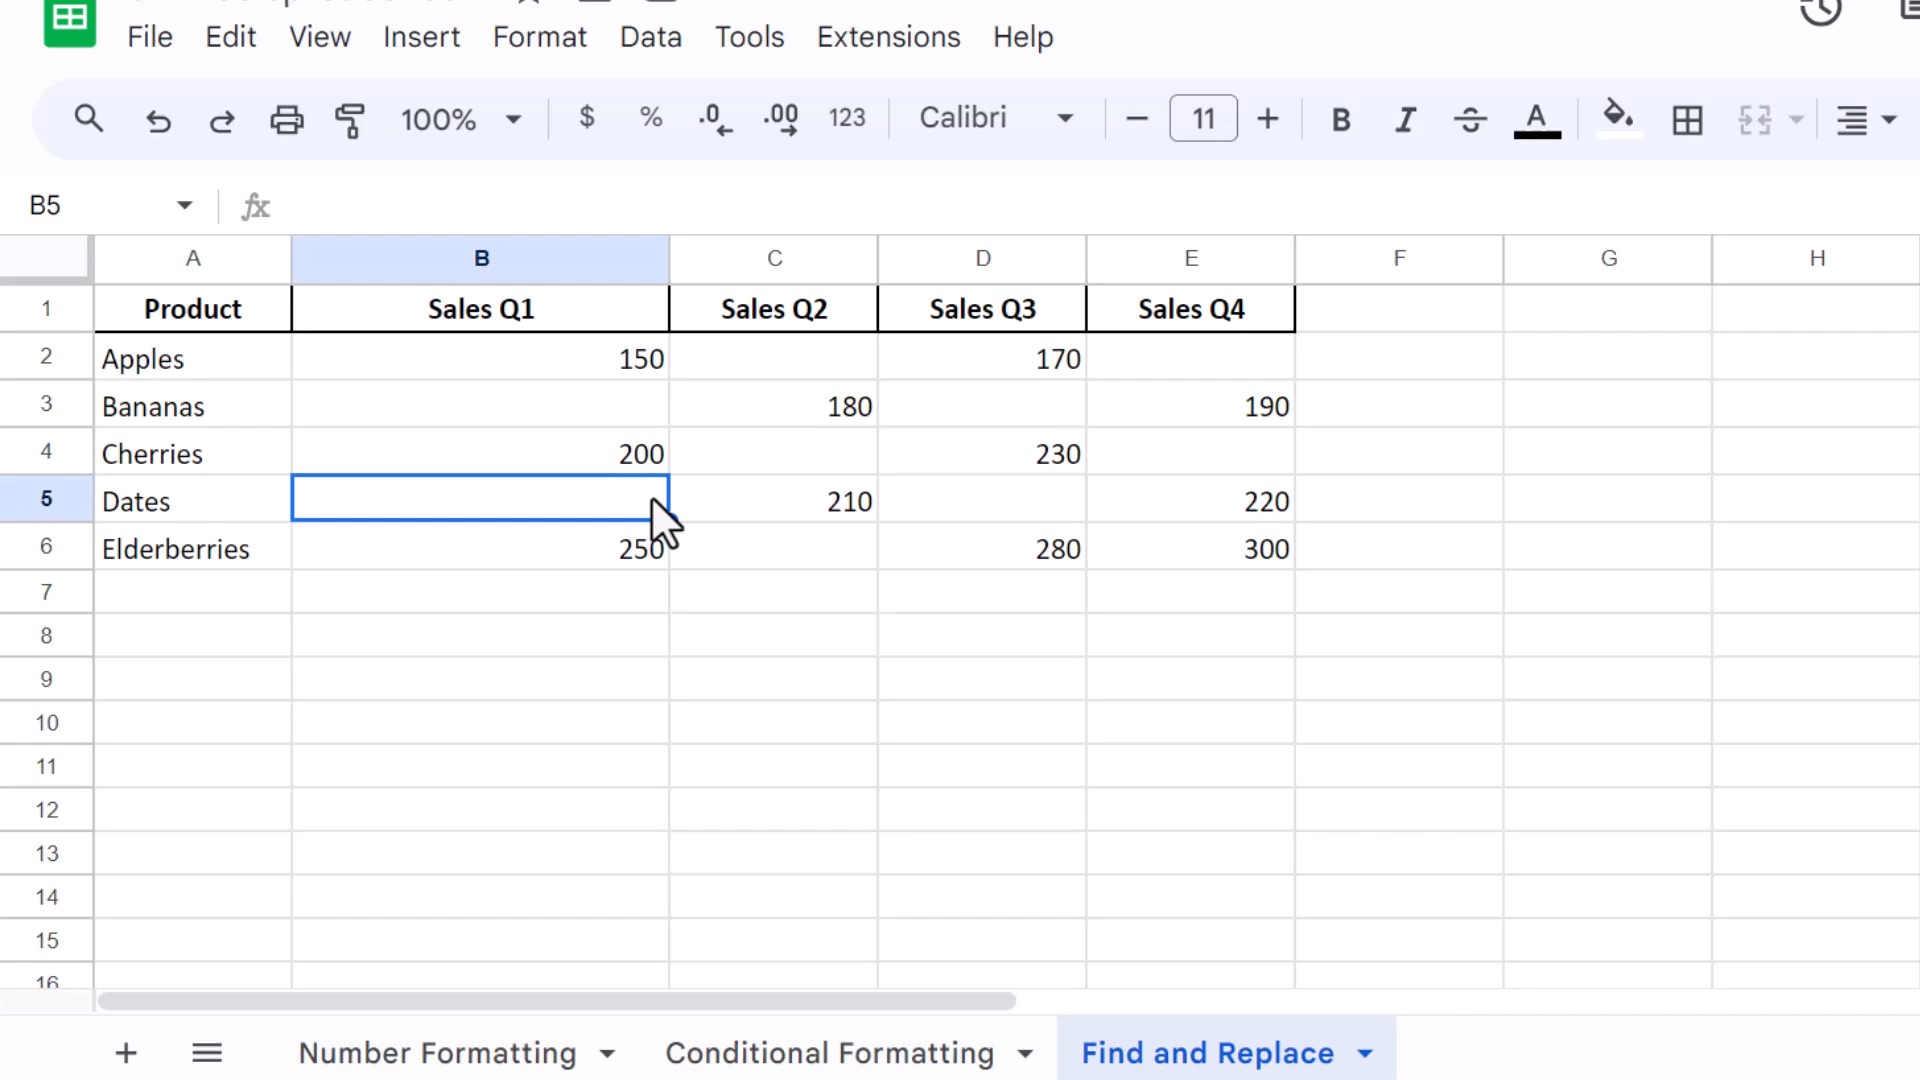 File Edit View Insert Format Data Tools Extensions Help
100% $ % .0 .00 123 Calibri 11 B I A
B5 fx
A B C D E F G H
1 Product Sales Q1 Sales Q2 Sales Q3 Sales Q4
2 Apples 150 170
3 Bananas 180 190
4 Cherries 200 230
5 Dates 210 220
6 Elderberries 250 280 300
7
8
9
10
11
12
13
14
15
16
Number Formatting Conditional Formatting Find and Replace